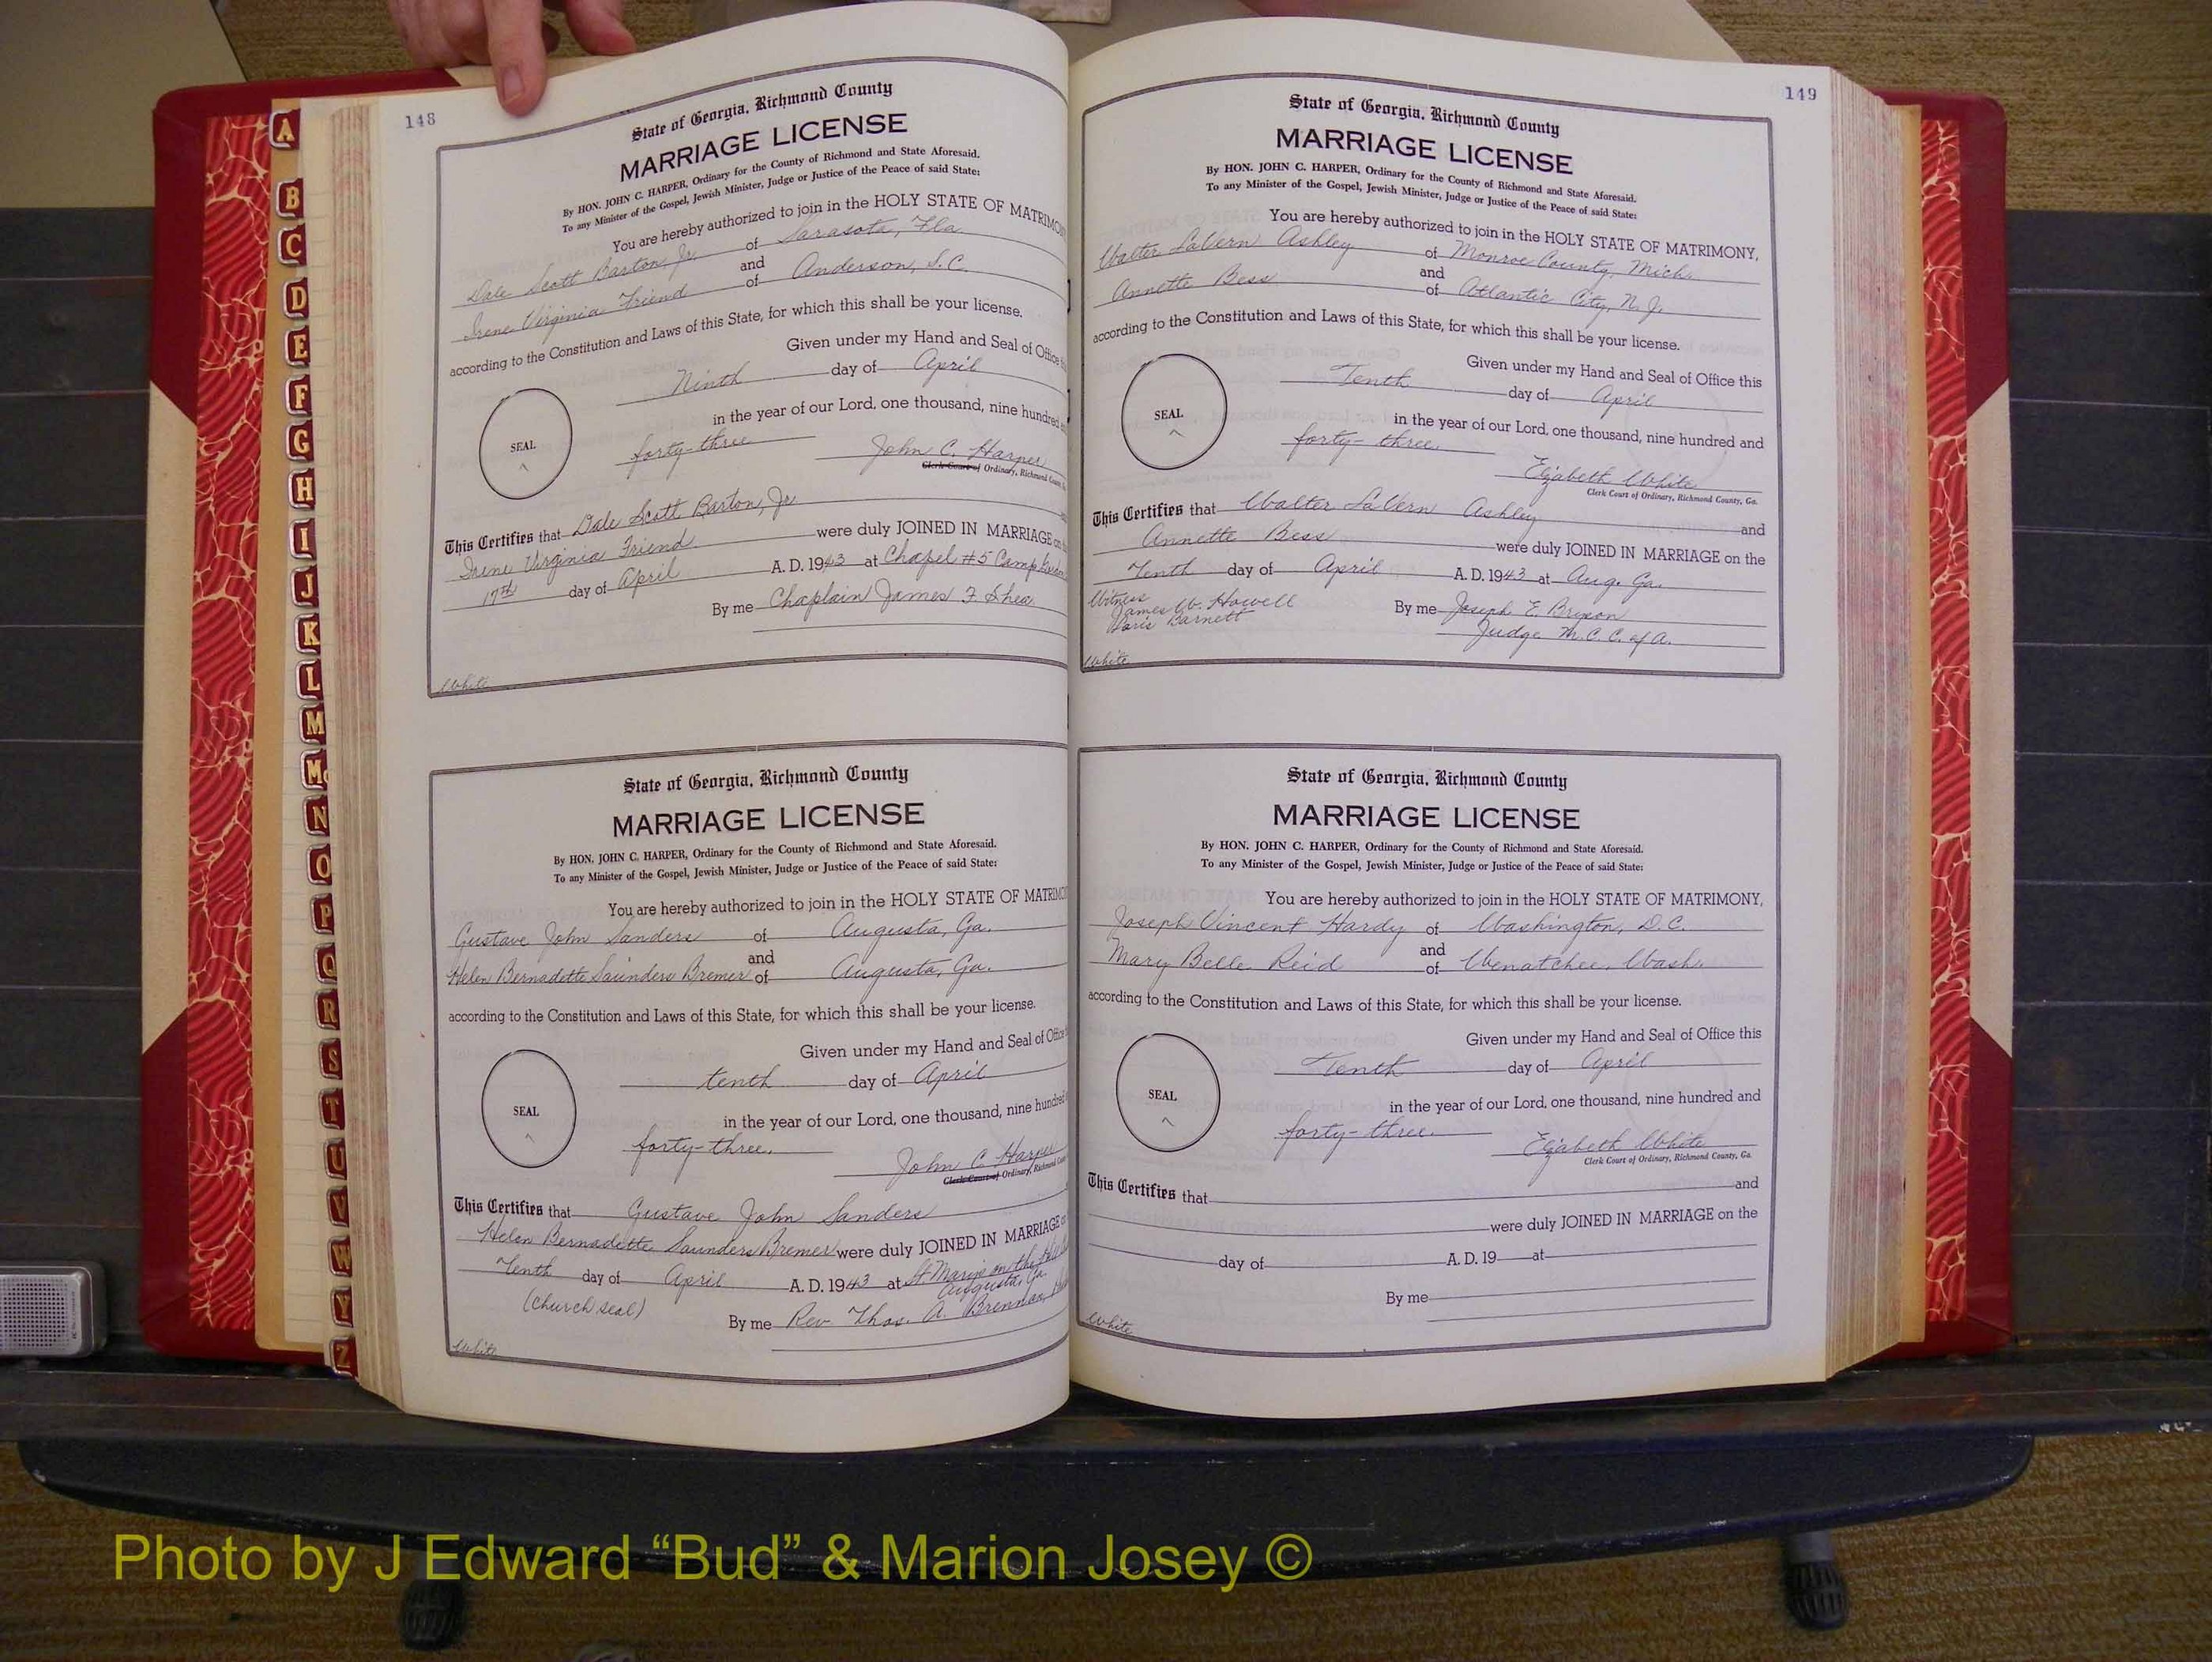 148
State of Georgia, Richmond County
MARRIAGE LICENSE
By HON. JOHN C. HARPER, Ordinary for the County of Richmond and State Aforesaid.
To any Minister of the Gospel, Jewish Minister, Judge or Justice of the Peace of said State:
You are hereby authorized to join in the HOLY STATE OF MATRIMO
Dale Scott Barton, Jr. of Sarasota, Fla.
and
Irene Virginia Friend of Anderson, S.C.
according to the Constitution and Laws of this State, for which this shall be your license.
Given under my Hand and Seal of Office
Ninth day of April
in the year of our Lord, one thousand, nine hundred
forty-three
SEAL
John C. Harper
Clerk Court of Ordinary, Richmond County
This Certifies that Dale Scott Barton, Jr.
Irene Virginia Friend were duly JOINED IN MARRIAGE on
17th day of April A. D. 1943 at Chapel #5 Camp
By me Chaplain James F. Shea
White
State of Georgia, Richmond County
MARRIAGE LICENSE
By HON. JOHN C. HARPER, Ordinary for the County of Richmond and State Aforesaid.
To any Minister of the Gospel, Jewish Minister, Judge or Justice of the Peace of said State:
You are hereby authorized to join in the HOLY STATE OF MATRIMO
Gustave John Sanders of Augusta, Ga.
and
Helen Bernadette Saunders Bremer of Augusta, Ga.
according to the Constitution and Laws of this State, for which this shall be your license.
Given under my Hand and Seal of Office
tenth day of April
in the year of our Lord, one thousand, nine hundred
forty-three.
SEAL
John C. Harper
Clerk Court of Ordinary, Richmond
This Certifies that Gustave John Sanders
Helen Bernadette Saunders Bremer were duly JOINED IN MARRIAGE
Tenth day of April A. D. 1943 at St Marys on the Hill
Augusta, Ga.
(church seal)
By me Rev Thos. A. Brennan
White
149
State of Georgia, Richmond County
MARRIAGE LICENSE
By HON. JOHN C. HARPER, Ordinary for the County of Richmond and State Aforesaid.
To any Minister of the Gospel, Jewish Minister, Judge or Justice of the Peace of said State:
You are hereby authorized to join in the HOLY STATE OF MATRIMONY,
Walter LaVern Ashley of Monroe County, Mich.
and
Annette Bess of Atlantic City, N. J.
according to the Constitution and Laws of this State, for which this shall be your license.
Given under my Hand and Seal of Office this
Tenth day of April
in the year of our Lord, one thousand, nine hundred and
forty-three.
SEAL
Elizabeth White
Clerk Court of Ordinary, Richmond County, Ga.
This Certifies that Walter LaVern Ashley and
Annette Bess were duly JOINED IN MARRIAGE on the
Tenth day of April A. D. 1943 at Aug. Ga.
Witness
James W. Howell
Doris Barnett
By me Joseph E. Bryson
Judge M. C. C. of A.
White
State of Georgia, Richmond County
MARRIAGE LICENSE
By HON. JOHN C. HARPER, Ordinary for the County of Richmond and State Aforesaid.
To any Minister of the Gospel, Jewish Minister, Judge or Justice of the Peace of said State:
You are hereby authorized to join in the HOLY STATE OF MATRIMONY,
Joseph Vincent Hardy of Washington, D.C.
and
Mary Belle Reid of Wenatchee, Wash.
according to the Constitution and Laws of this State, for which this shall be your license.
Given under my Hand and Seal of Office this
Tenth day of April
in the year of our Lord, one thousand, nine hundred and
forty-three.
SEAL
Elizabeth White
Clerk Court of Ordinary, Richmond County, Ga.
This Certifies that and
were duly JOINED IN MARRIAGE on the
day of A. D. 19 at
By me
White
A
B
C
D
E
F
G
H
I
J
K
L
M
Mc
N
O
P
Q
R
S
T
U
V
W
Y
Z
Photo by J Edward “Bud” & Marion Josey ©